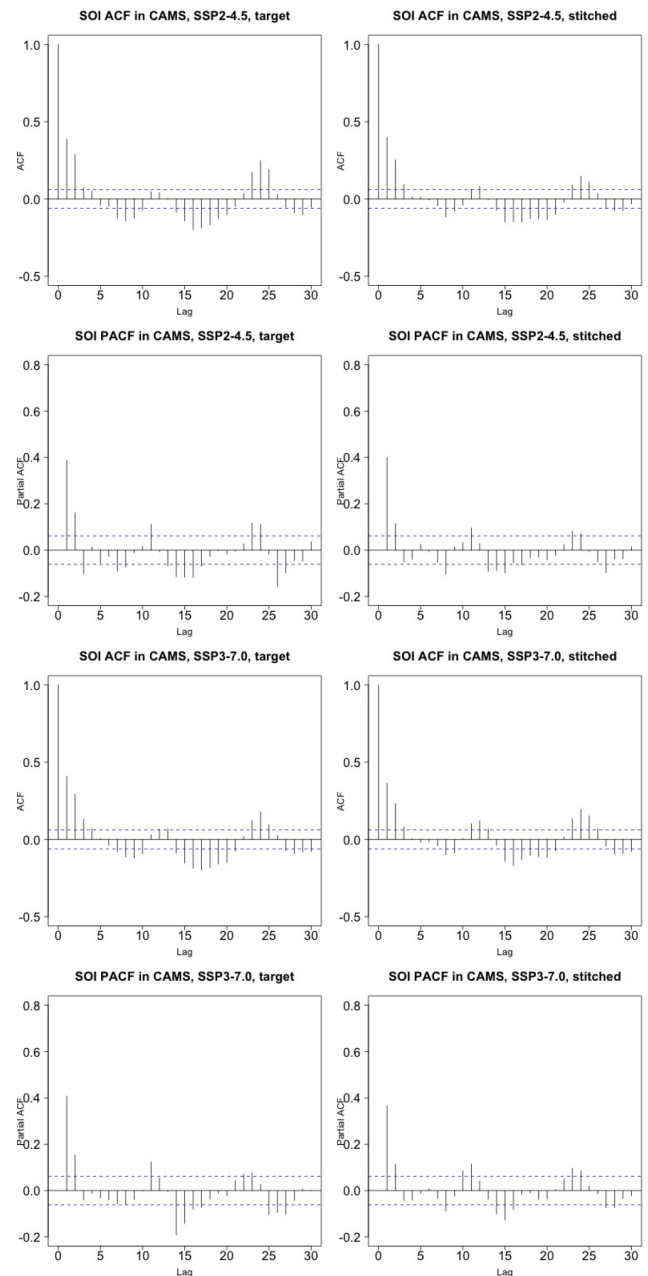 SOI ACF in CAMS, SSP2-4.5, target
SOI ACF in CAMS, SSP2-4.5, stitched
1.0
0.5
0.0
-0.5
ACF
0 5 10 15 20 25 30
Lag
1.0
0.5
0.0
-0.5
ACF
0 5 10 15 20 25 30
Lag
SOI PACF in CAMS, SSP2-4.5, target
SOI PACF in CAMS, SSP2-4.5, stitched
0.8
0.6
0.4
0.2
0.0
-0.2
Partial ACF
0 5 10 15 20 25 30
Lag
0.8
0.6
0.4
0.2
0.0
-0.2
Partial ACF
0 5 10 15 20 25 30
Lag
SOI ACF in CAMS, SSP3-7.0, target
SOI ACF in CAMS, SSP3-7.0, stitched
1.0
0.5
0.0
-0.5
ACF
0 5 10 15 20 25 30
Lag
1.0
0.5
0.0
-0.5
ACF
0 5 10 15 20 25 30
Lag
SOI PACF in CAMS, SSP3-7.0, target
SOI PACF in CAMS, SSP3-7.0, stitched
0.8
0.6
0.4
0.2
0.0
-0.2
Partial ACF
0 5 10 15 20 25 30
Lag
0.8
0.6
0.4
0.2
0.0
-0.2
Partial ACF
0 5 10 15 20 25 30
Lag